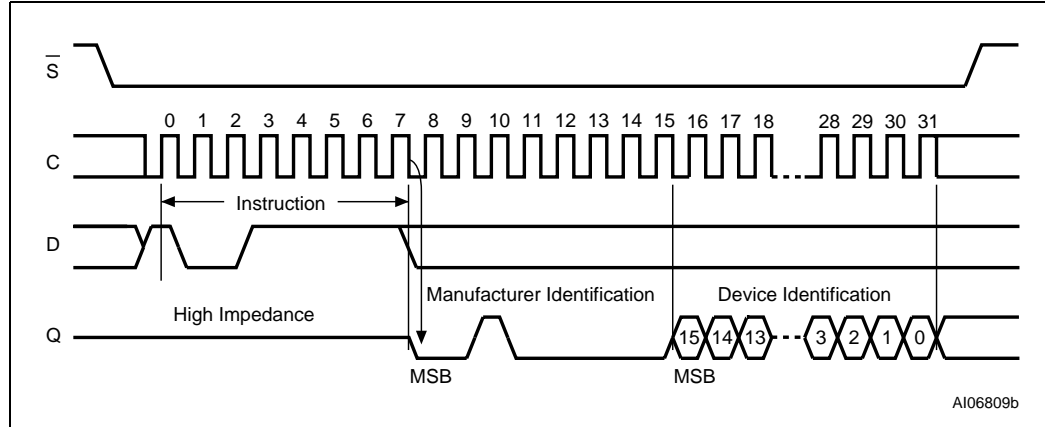 S
0 1 2 3 4 5 6 7 8 9 10 11 12 13 14 15 16 17 18 28 29 30 31
C
Instruction
D
High Impedance Manufacturer Identification Device Identification
Q 15 14 13 3 2 1 0
MSB MSB
AI06809b